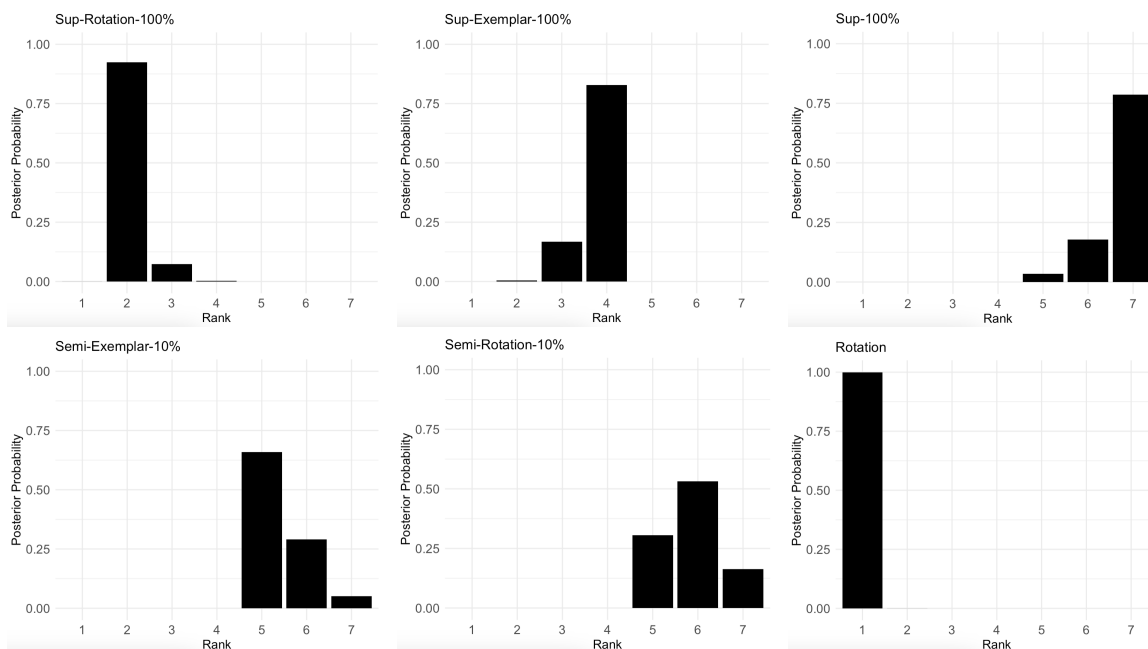 Sup-Rotation-100%
1.00
0.75
0.50
0.25
0.00
Posterior Probability
1 2 3 4 5 6 7
Rank
Sup-Exemplar-100%
1.00
0.75
0.50
0.25
0.00
Posterior Probability
1 2 3 4 5 6 7
Rank
Sup-100%
1.00
0.75
0.50
0.25
0.00
Posterior Probability
1 2 3 4 5 6 7
Rank
Semi-Exemplar-10%
1.00
0.75
0.50
0.25
0.00
Posterior Probability
1 2 3 4 5 6 7
Rank
Semi-Rotation-10%
1.00
0.75
0.50
0.25
0.00
Posterior Probability
1 2 3 4 5 6 7
Rank
Rotation
1.00
0.75
0.50
0.25
0.00
Posterior Probability
1 2 3 4 5 6 7
Rank